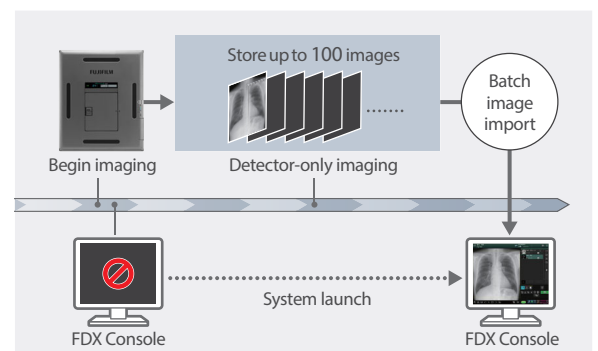 Store up to 100 images
FUJIFILM
.......
Batch
image
import
Begin imaging
Detector-only imaging
System launch
FDX Console
FDX Console